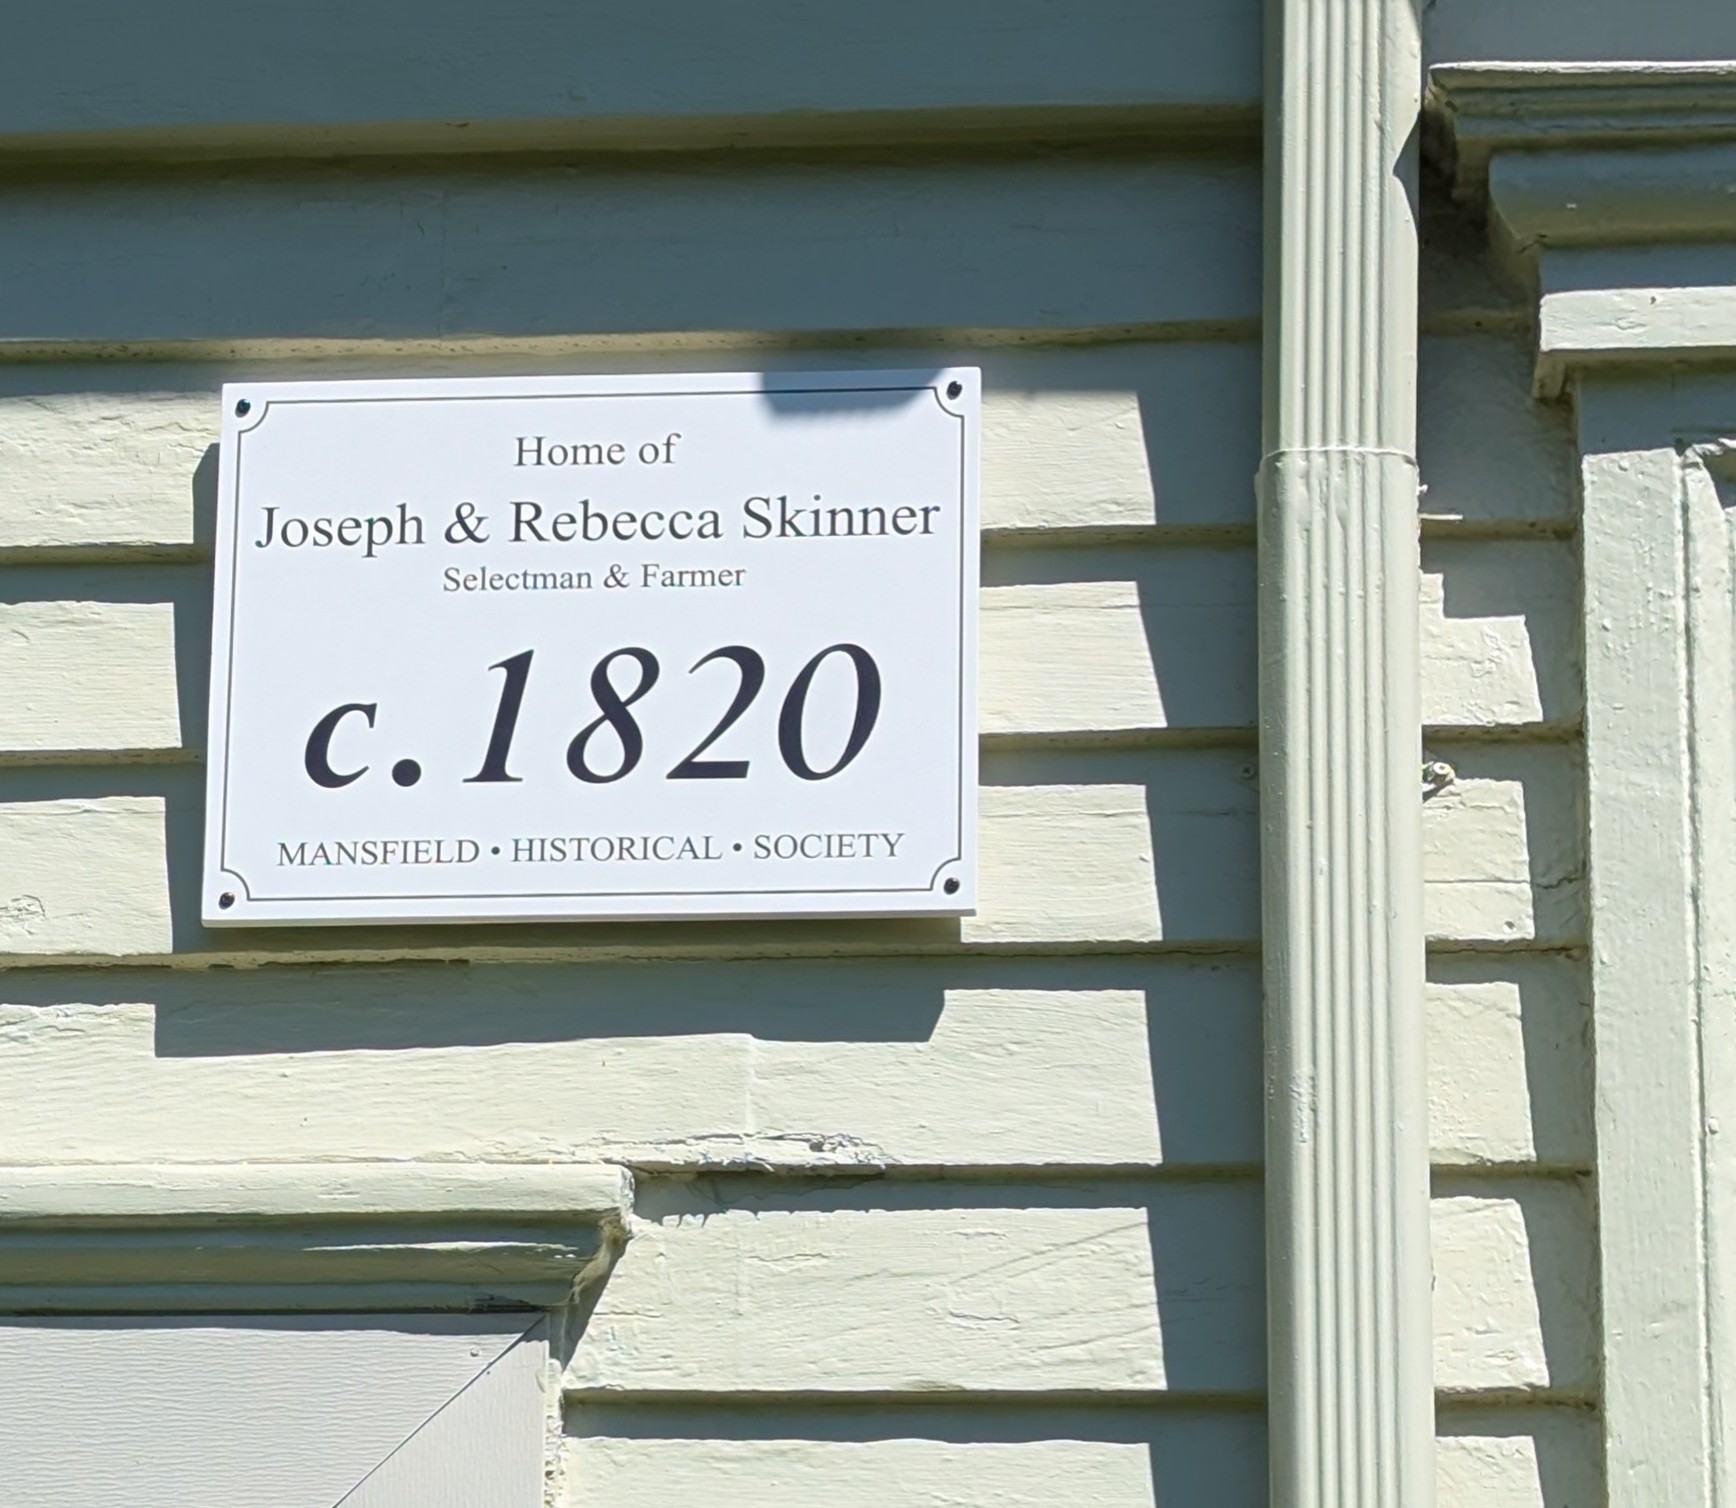 Home of
Joseph & Rebecca Skinner
Selectman & Farmer
c. 1820
MANSFIELD • HISTORICAL • SOCIETY